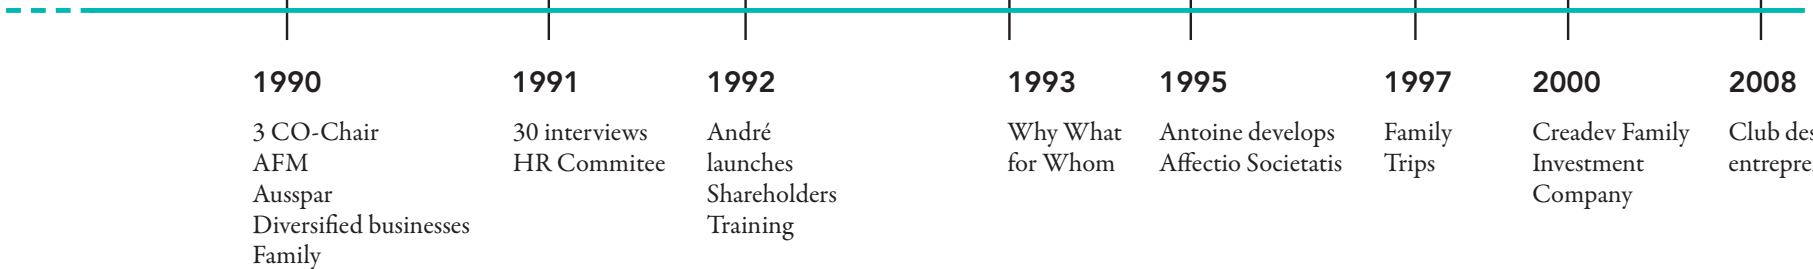 1990
3 CO-Chair
AFM
Ausspar
Diversified businesses
Family
1991
30 interviews
HR Commitee
1992
André
launches
Shareholders
Training
1993
Why What
for Whom
1995
Antoine develops
Affectio Societatis
1997
Family
Trips
2000
Creadev Family
Investment
Company
2008
Club